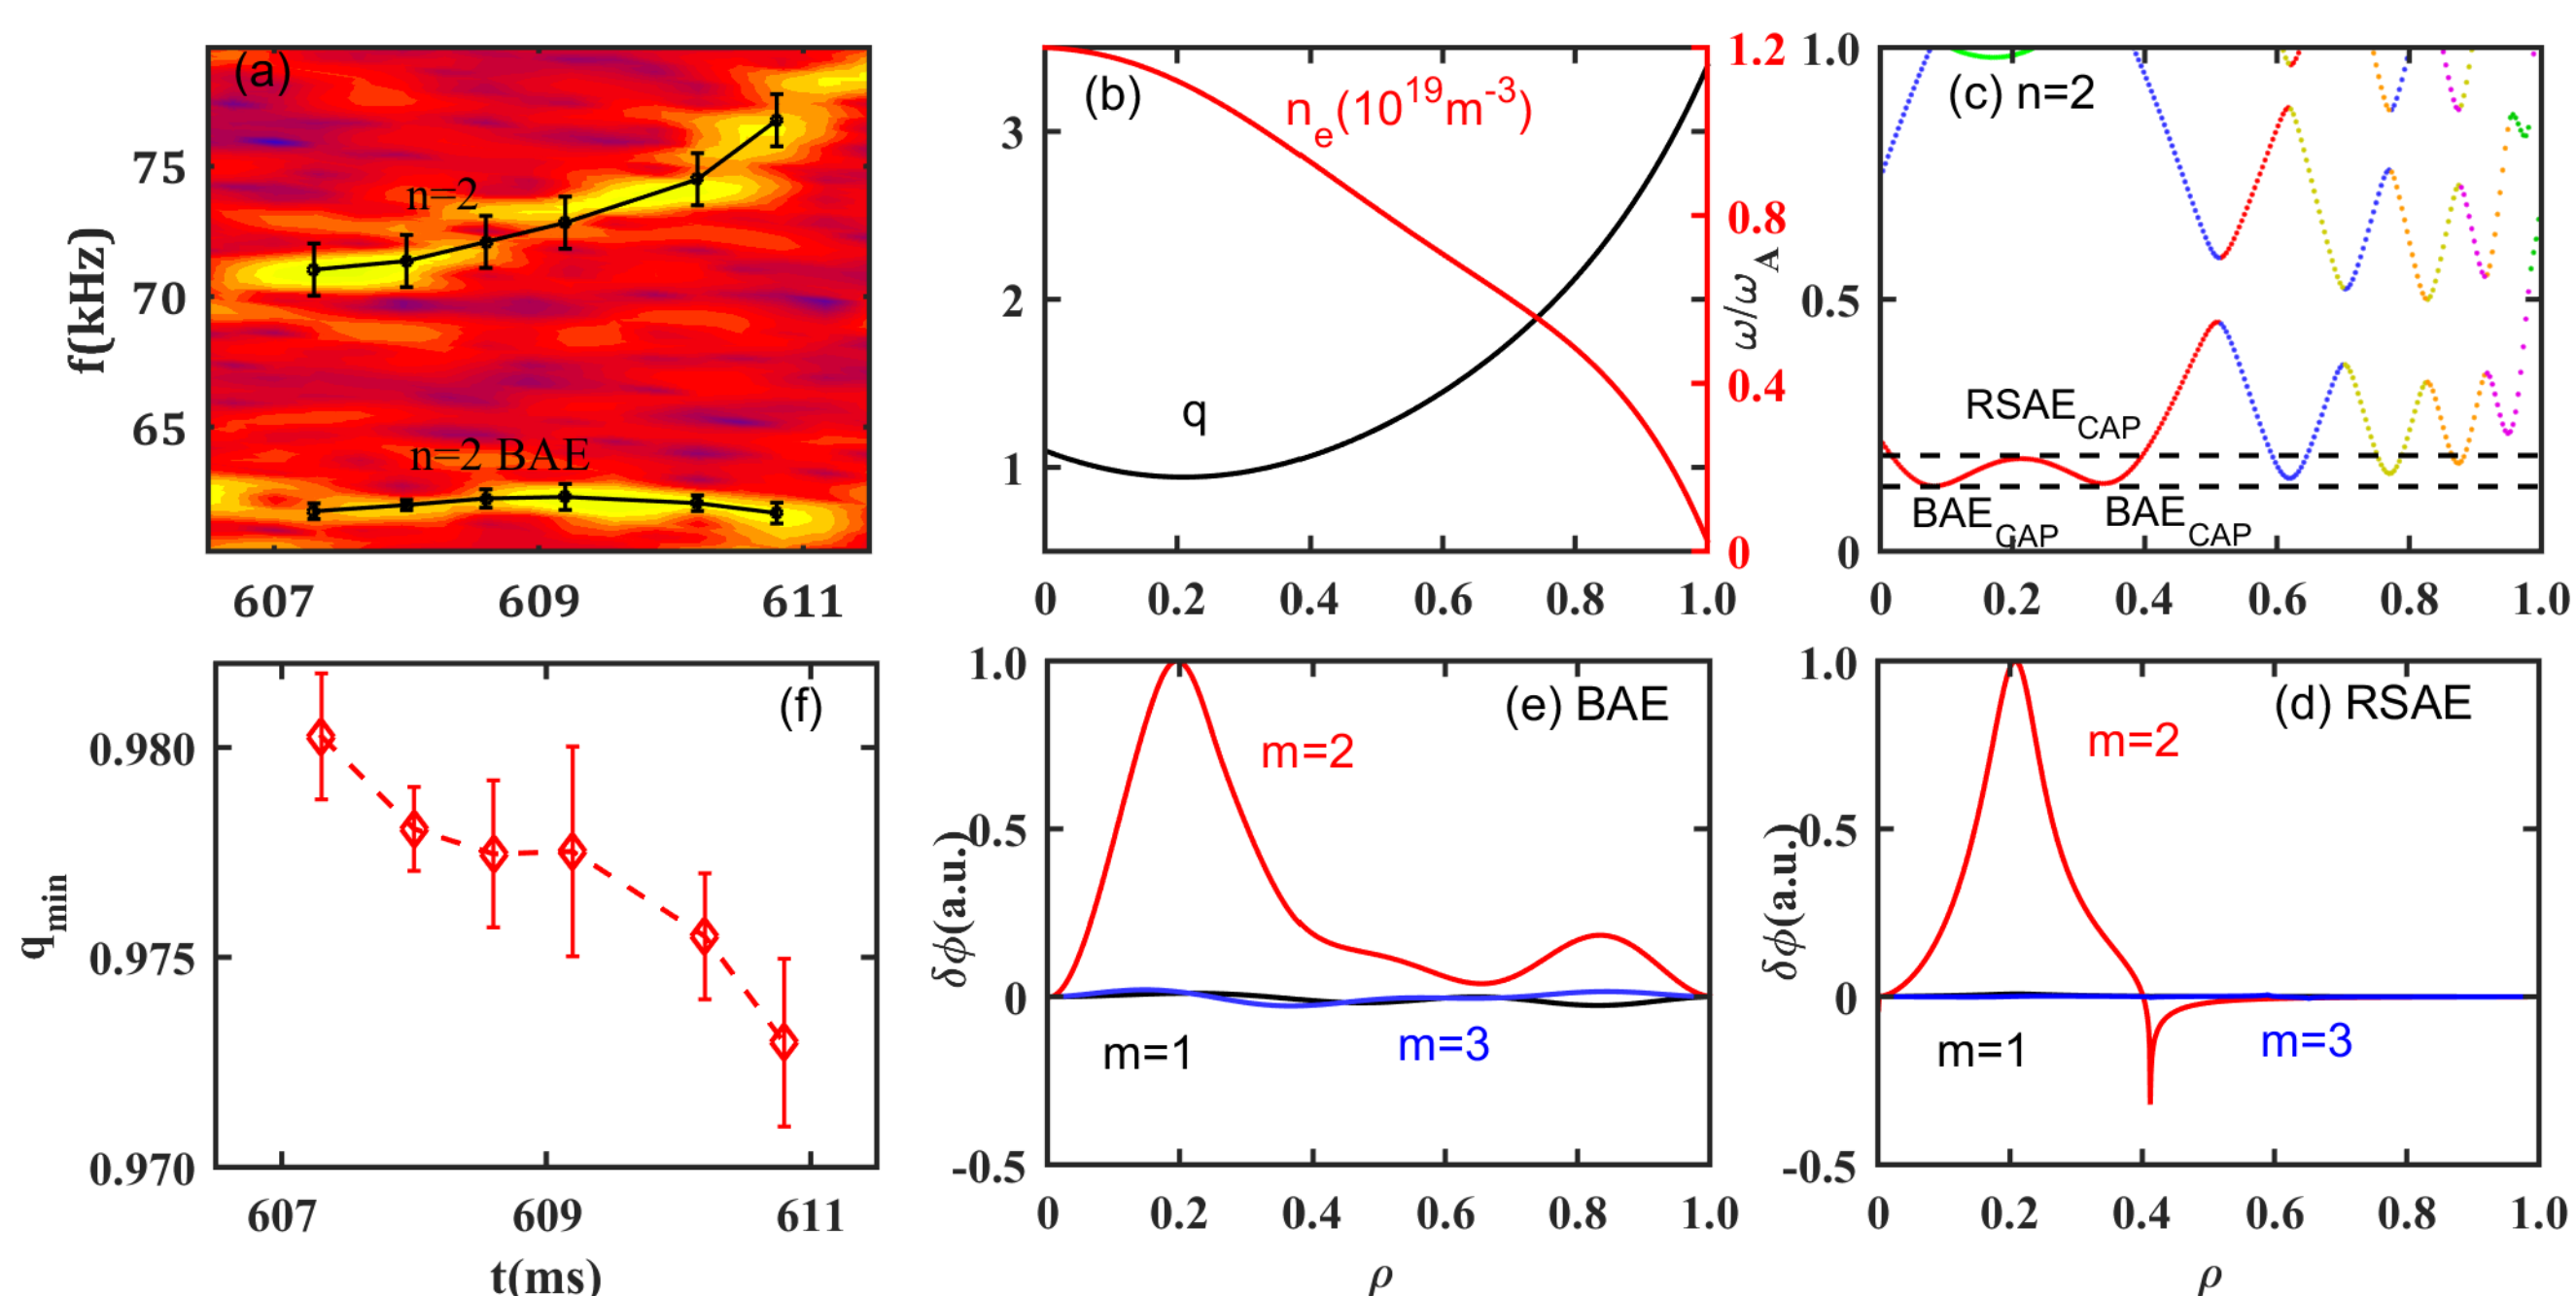 (a)
n=2
n=2 BAE
f(kHz)
75
70
65
607
609
611
(b)
n_e(10^19 m^-3)
q
3
2
1
1.2
0.8
0.4
0
0
0.2
0.4
0.6
0.8
1.0
(c) n=2
ω/ω_A
1.0
0.5
0
RSAE_CAP
BAE_CAP
BAE_CAP
0
0.2
0.4
0.6
0.8
1.0
(f)
q_min
0.980
0.975
0.970
607
609
611
t(ms)
(e) BAE
m=2
m=1
m=3
δϕ(a.u.)
1.0
0.5
0
-0.5
0
0.2
0.4
0.6
0.8
1.0
ρ
(d) RSAE
m=2
m=1
m=3
δϕ(a.u.)
1.0
0.5
0
-0.5
0
0.2
0.4
0.6
0.8
1.0
ρ